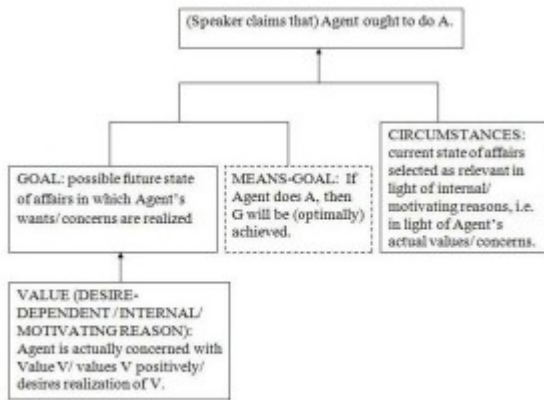 (Speaker claims that) Agent ought to do A.
GOAL: possible future state
of affairs in which Agent's
wants/ concerns are realized
MEANS-GOAL: If
Agent does A, then
G will be (optimally)
achieved.
CIRCUMSTANCES:
current state of affairs
selected as relevant in
light of internal/
motivating reasons, i.e.
in light of Agent's
actual values/ concerns.
VALUE (DESIRE-
DEPENDENT / INTERNAL/
MOTIVATING REASON):
Agent is actually concerned with
Value V/ values V positively/
desires realization of V.